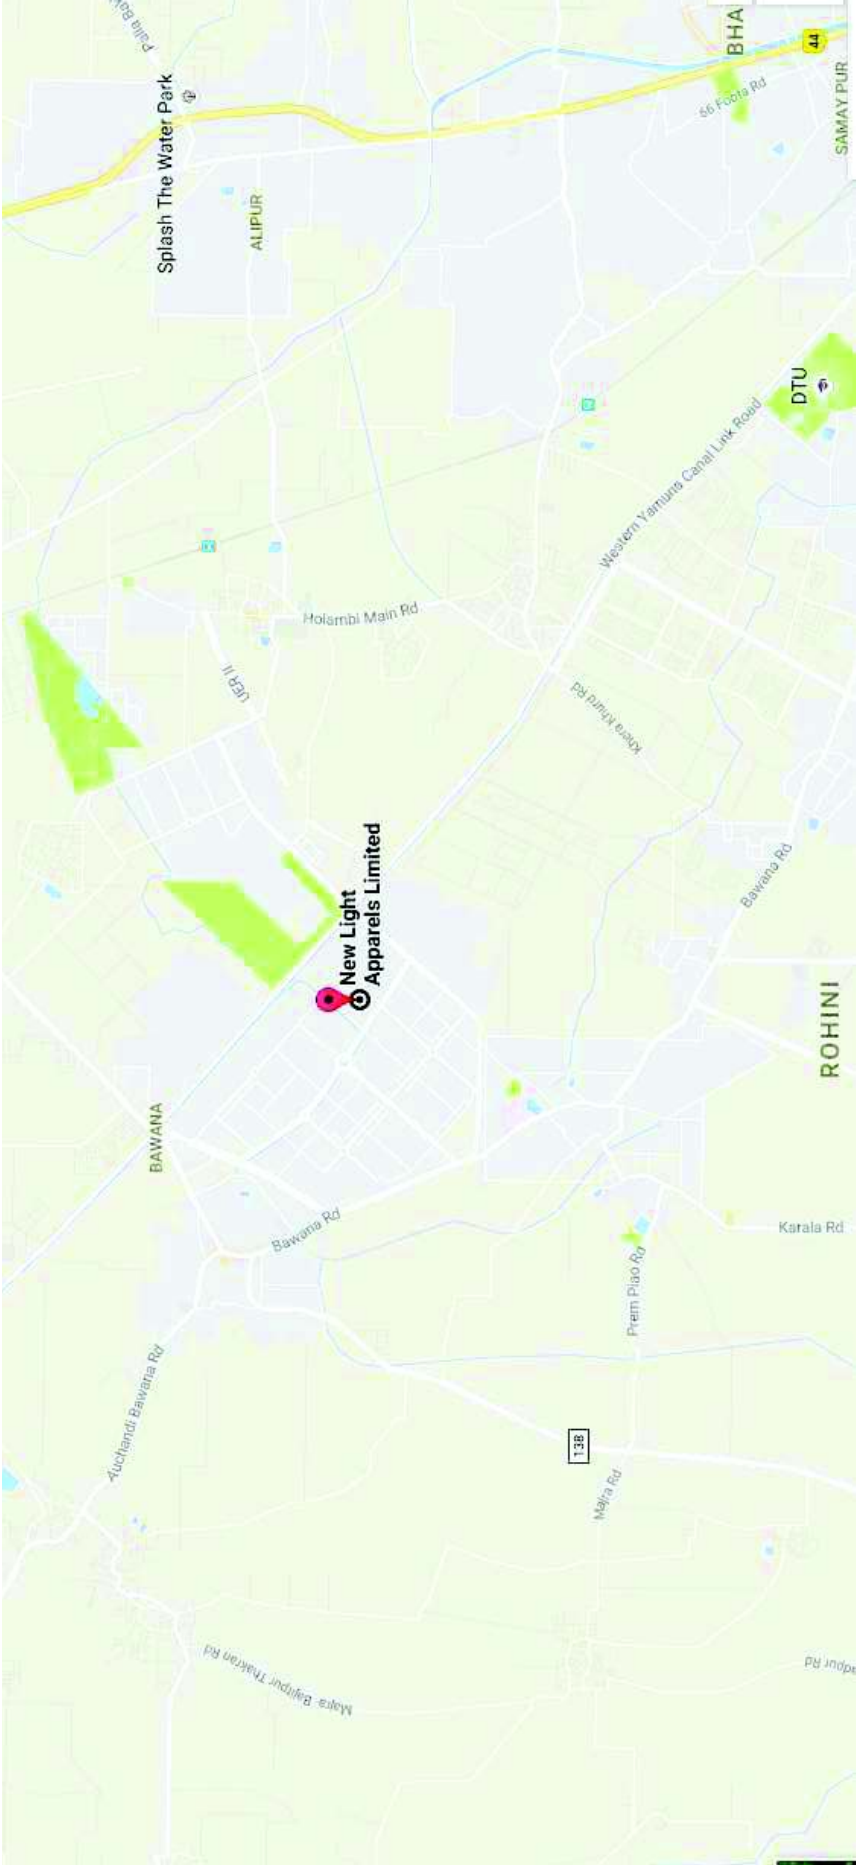 Auchandi Bawana Rd
BAWANA
Splash The Water Park
UER II
ALIPUR
Majra Bajitpur Thakran Rd
Bawana Rd
New Light
Apparels Limited
Holambi Main Rd
138
Majra Rd
Khera Khurd Rd
Prem Piao Rd
Western Yamuna Canal Link Road
66 Foota Rd
BHA
Bawana Rd
DTU
44
Karala Rd
adpur Rd
ROHINI
SAMAY PUR